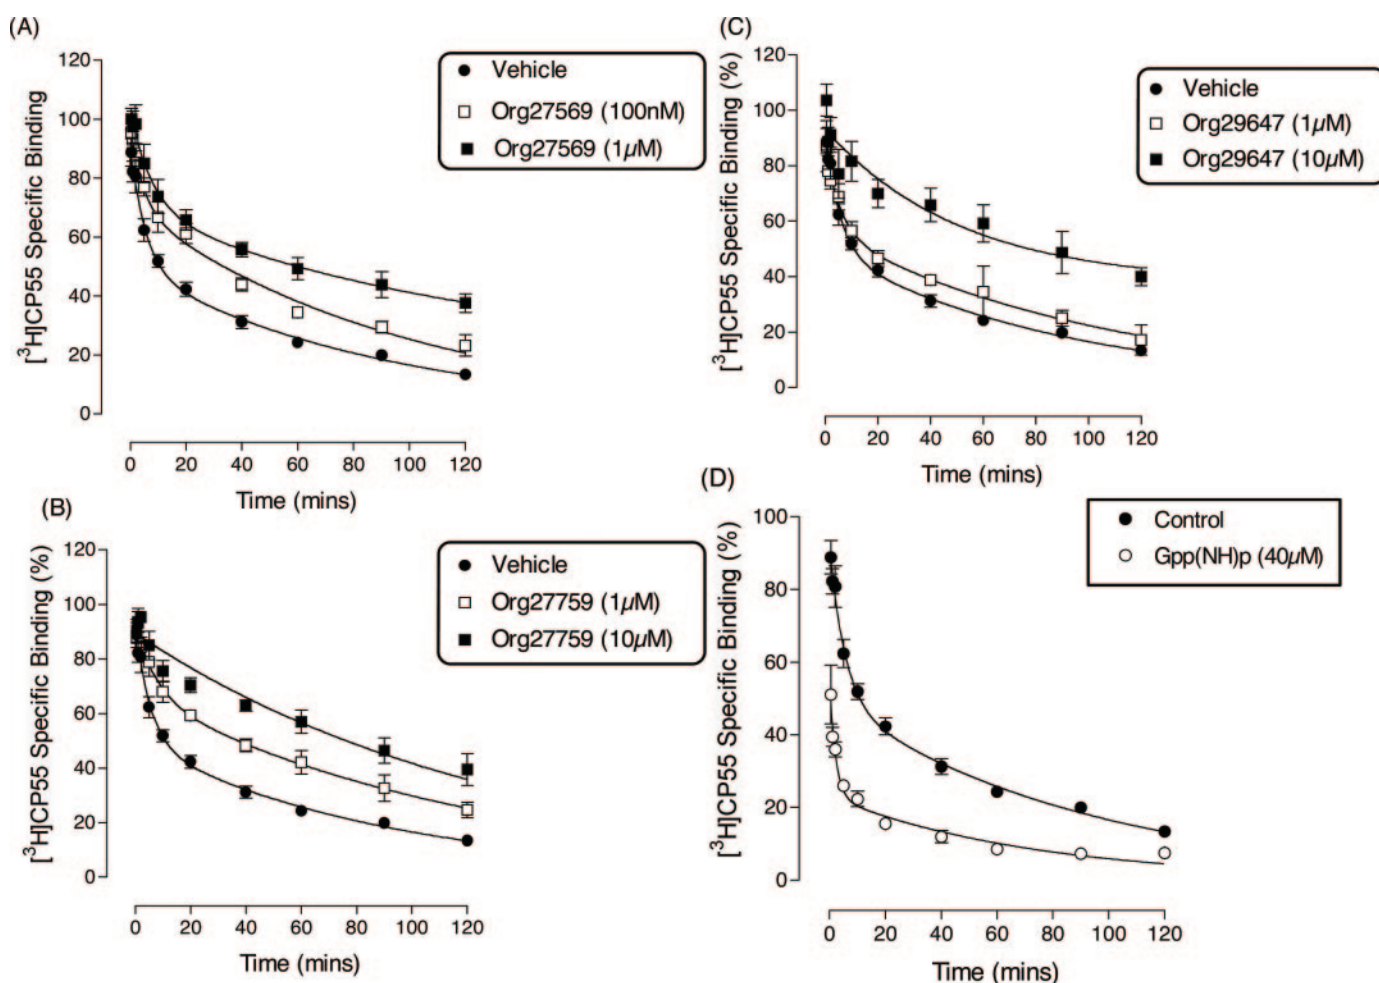 (A)
[³H]CP55 Specific Binding
120
100
80
60
40
20
0
0 20 40 60 80 100 120
Time (mins)
Vehicle
Org27569 (100nM)
Org27569 (1µM)
(B)
[³H]CP55 Specific Binding (%)
120
100
80
60
40
20
0
0 20 40 60 80 100 120
Time (mins)
Vehicle
Org27759 (1µM)
Org27759 (10µM)
(C)
[³H]CP55 Specific Binding (%)
120
100
80
60
40
20
0
0 20 40 60 80 100 120
Time (mins)
Vehicle
Org29647 (1µM)
Org29647 (10µM)
(D)
[³H]CP55 Specific Binding (%)
100
80
60
40
20
0
0 20 40 60 80 100 120
Time (mins)
Control
Gpp(NH)p (40µM)